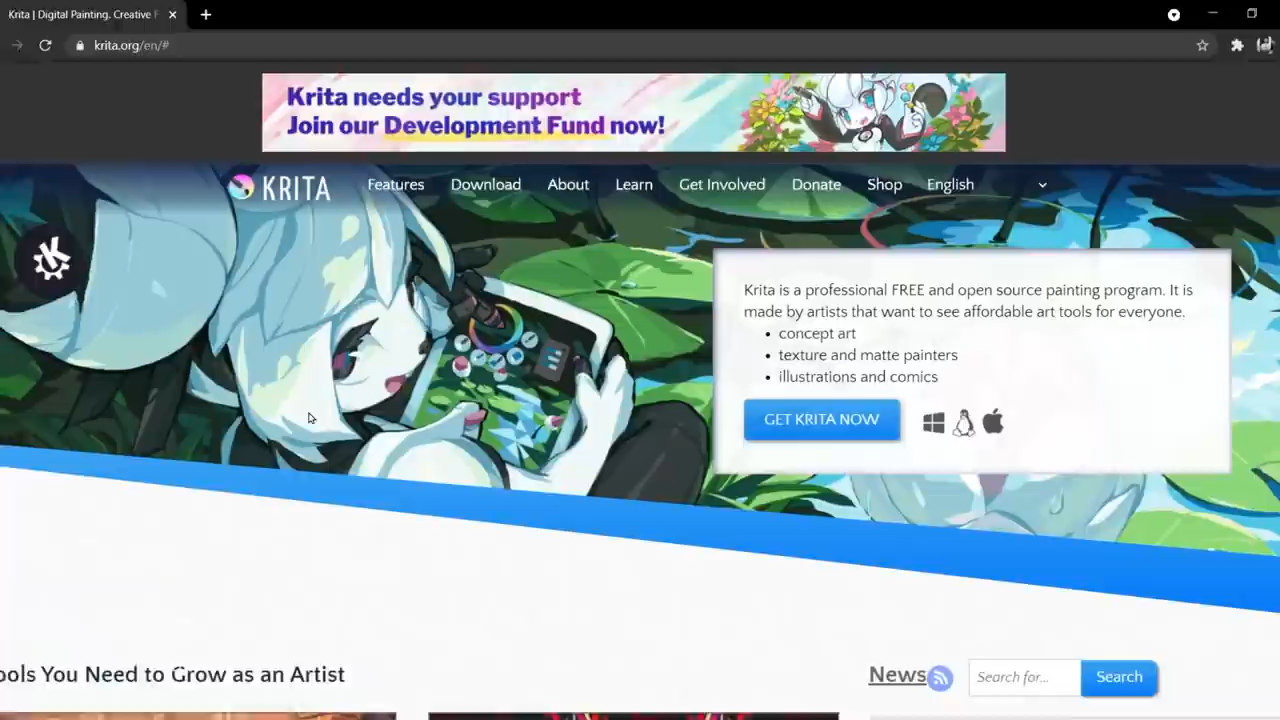 Krita | Digital Painting. Creative F
krita.org/en/#
Krita needs your support
Join our Development Fund now!
KRITA
Features
Download
About
Learn
Get Involved
Donate
Shop
English
Krita is a professional FREE and open source painting program. It is
made by artists that want to see affordable art tools for everyone.
• concept art
• texture and matte painters
• illustrations and comics
GET KRITA NOW
ools You Need to Grow as an Artist
News
Search for...
Search